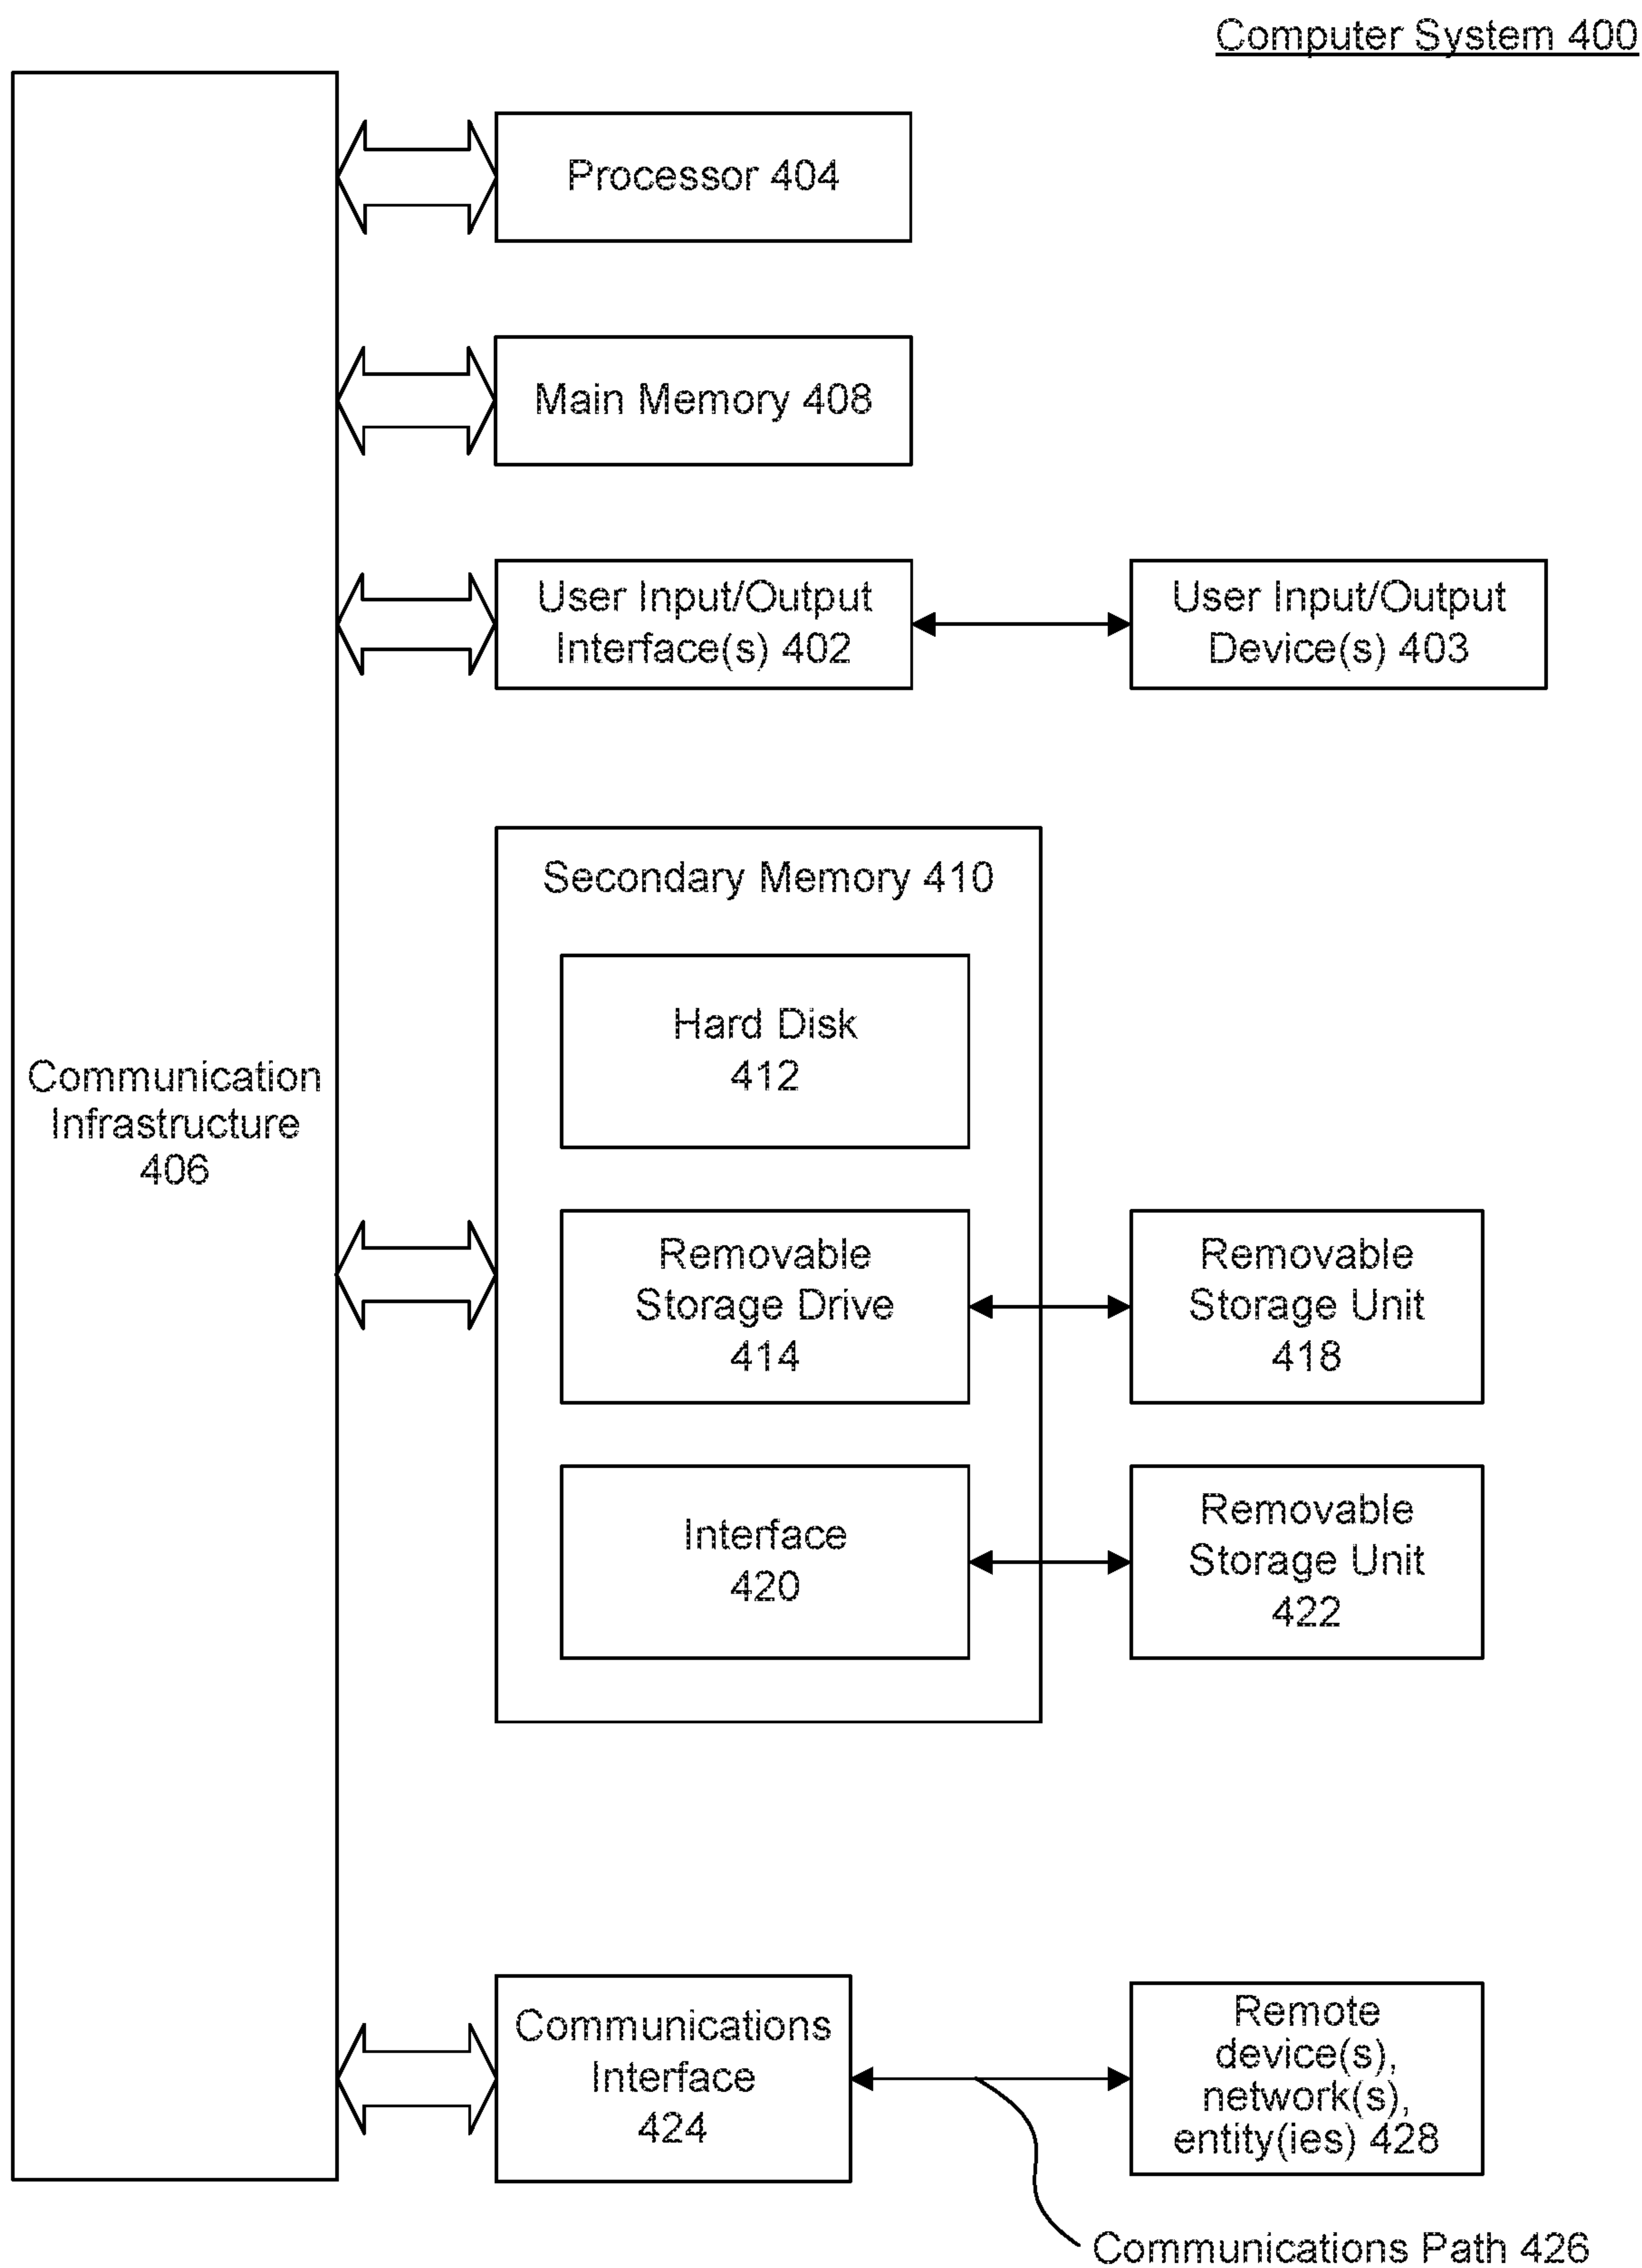 Computer System 400
Processor 404
Main Memory 408
User Input/Output
Interface(s) 402
User Input/Output
Device(s) 403
Secondary Memory 410
Hard Disk
412
Communication
Infrastructure
406
Removable
Storage Drive
414
Removable
Storage Unit
418
Interface
420
Removable
Storage Unit
422
Communications
Interface
424
Remote
device(s),
network(s),
entity(ies) 428
Communications Path 426